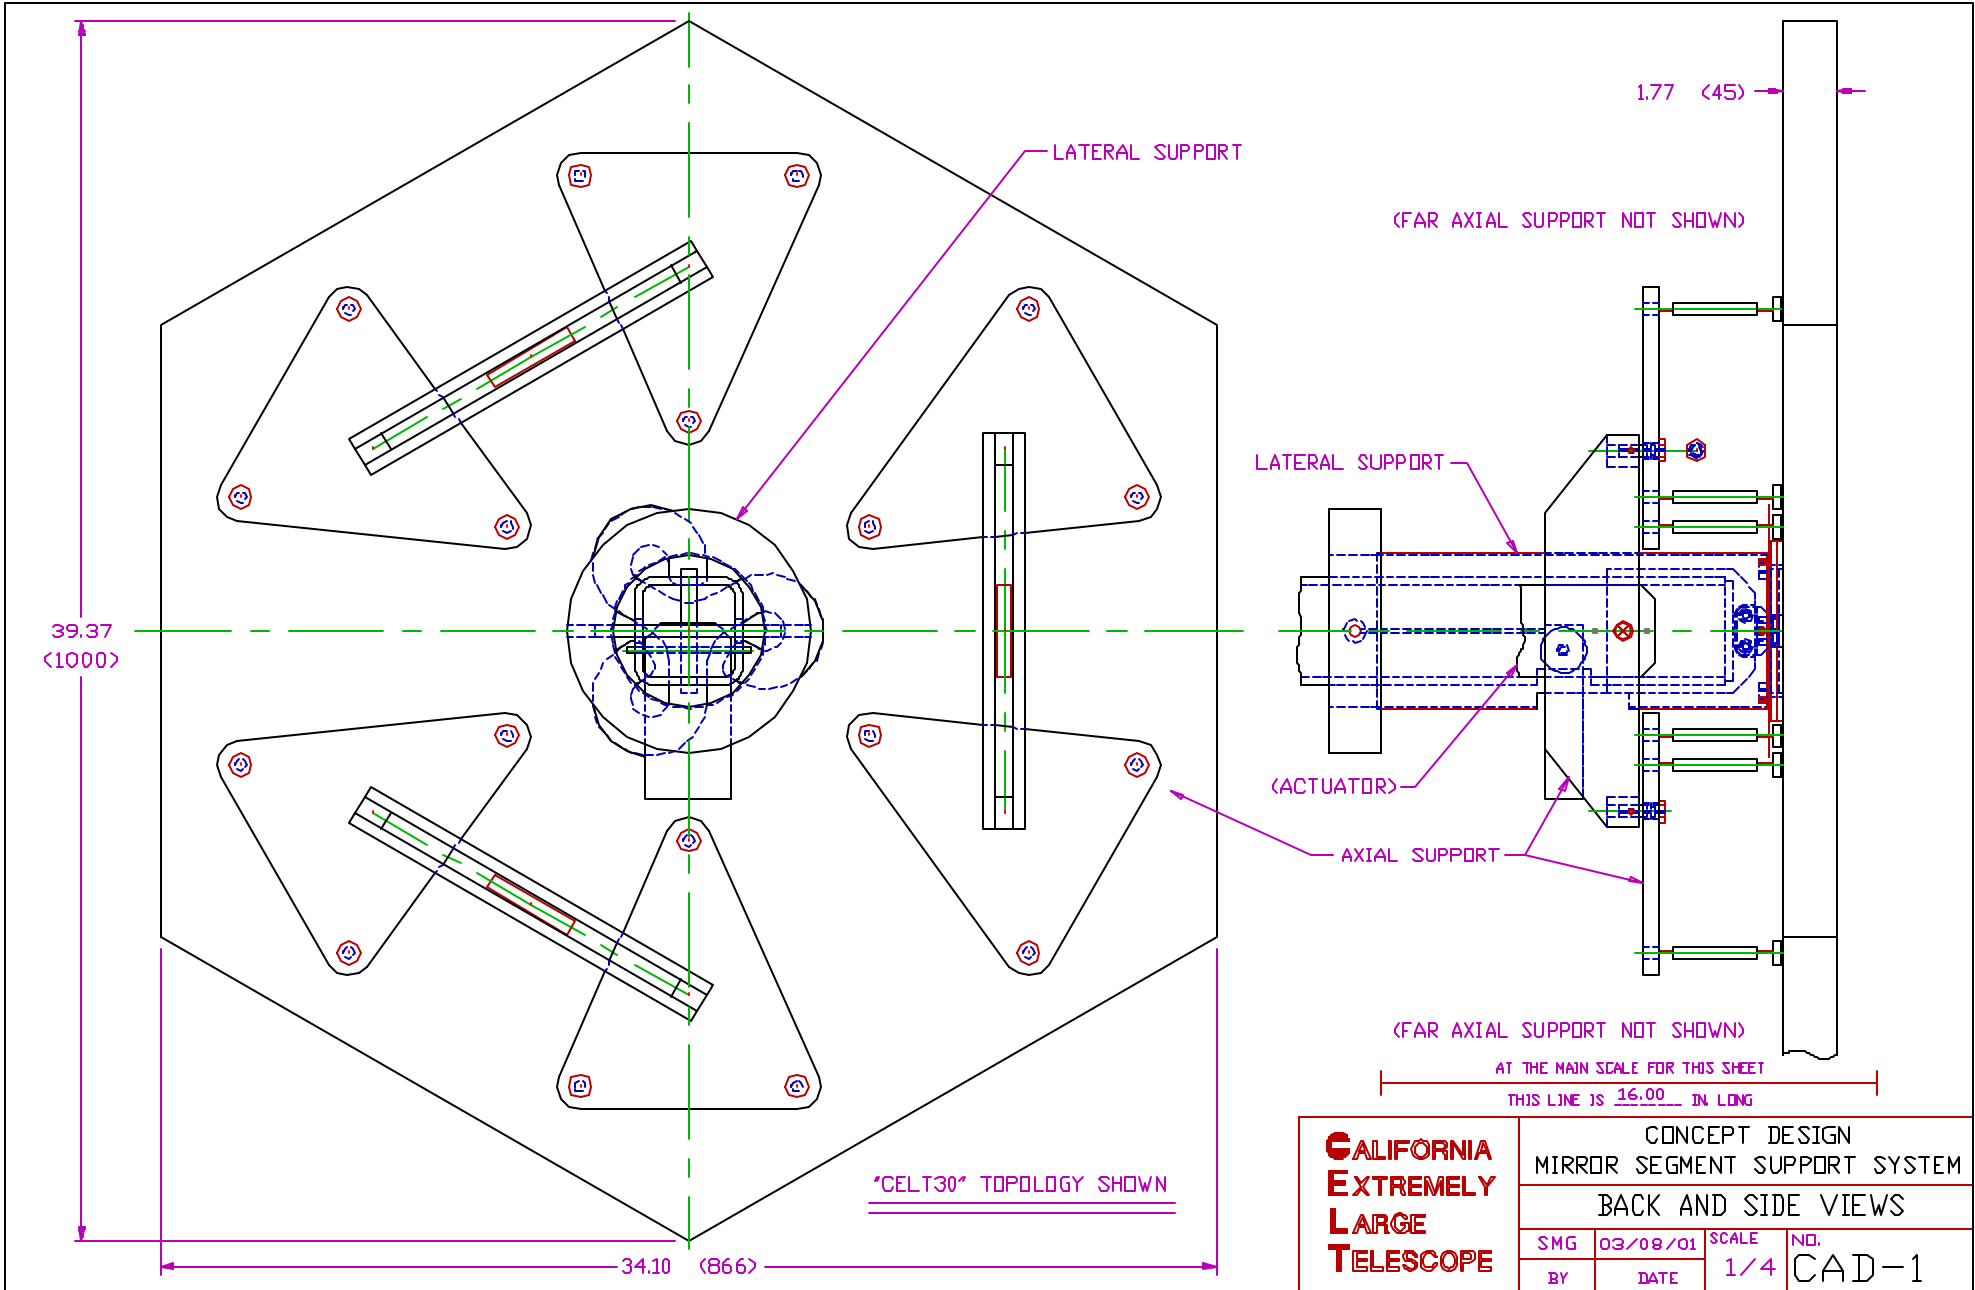 1.77 (45)
LATERAL SUPPORT
(FAR AXIAL SUPPORT NOT SHOWN)
LATERAL SUPPORT
39.37
(1000)
(ACTUATOR)
AXIAL SUPPORT
(FAR AXIAL SUPPORT NOT SHOWN)
AT THE MAIN SCALE FOR THIS SHEET
THIS LINE IS 16.00 IN. LONG
"CELT30" TOPOLOGY SHOWN
34.10 (866)
CALIFORNIA
EXTREMELY
LARGE
TELESCOPE
CONCEPT DESIGN
MIRROR SEGMENT SUPPORT SYSTEM
BACK AND SIDE VIEWS
SMG
BY
03/08/01
DATE
SCALE
1/4
NO.
CAD-1